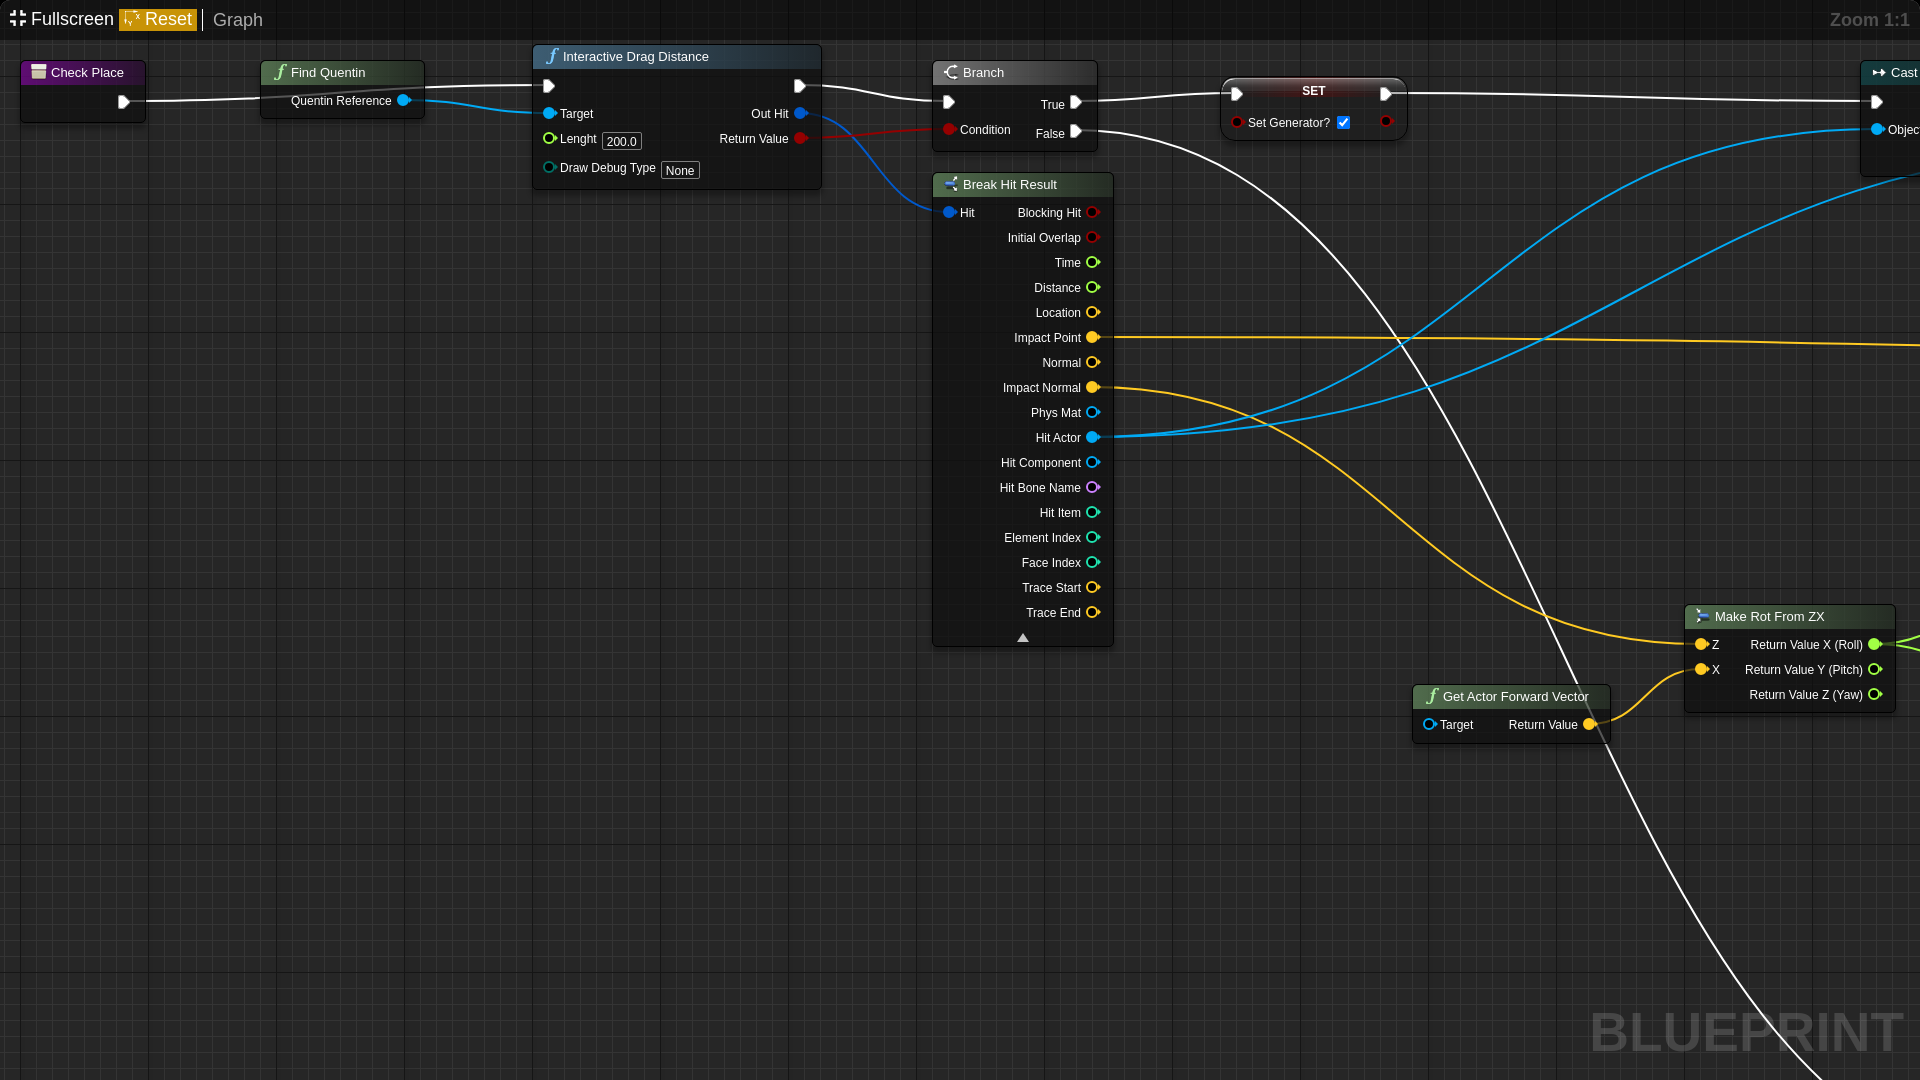 Fullscreen Reset Graph
Zoom 1:1
Check Place
Find Quentin
Quentin Reference
Interactive Drag Distance
Target
Out Hit
Lenght 200.0
Return Value
Draw Debug Type None
Branch
True
Condition
False
SET
Set Generator?
Cast
Objec
Break Hit Result
Hit
Blocking Hit
Initial Overlap
Time
Distance
Location
Impact Point
Normal
Impact Normal
Phys Mat
Hit Actor
Hit Component
Hit Bone Name
Hit Item
Element Index
Face Index
Trace Start
Trace End
Make Rot From ZX
Z
Return Value X (Roll)
X
Return Value Y (Pitch)
Return Value Z (Yaw)
Get Actor Forward Vector
Target
Return Value
BLUEPRINT